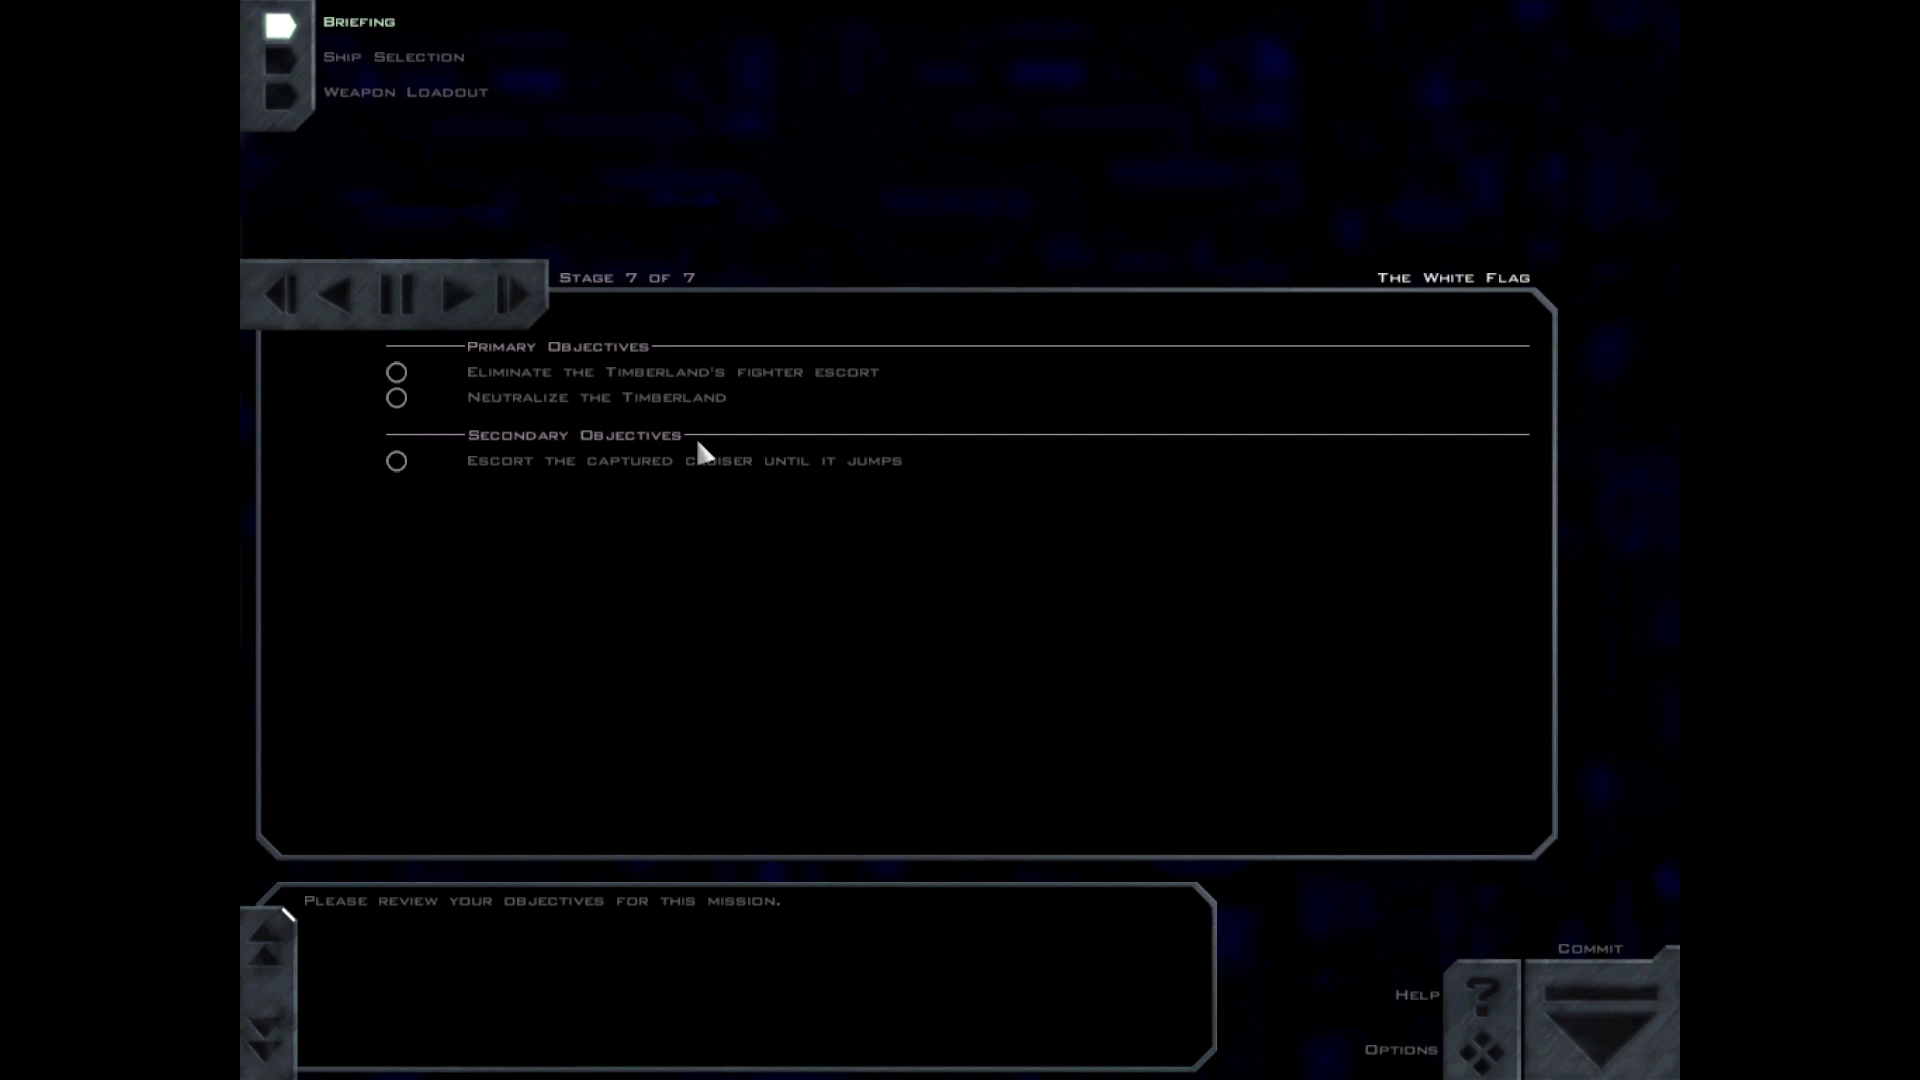 Briefing
Ship Selection
Weapon Loadout
Stage 7 of 7
The White Flag
Primary Objectives
Eliminate the Timberland's fighter escort
Neutralize the Timberland
Secondary Objectives
Escort the captured cruiser until it jumps
Please review your objectives for this mission.
Commit
Help
?
Options